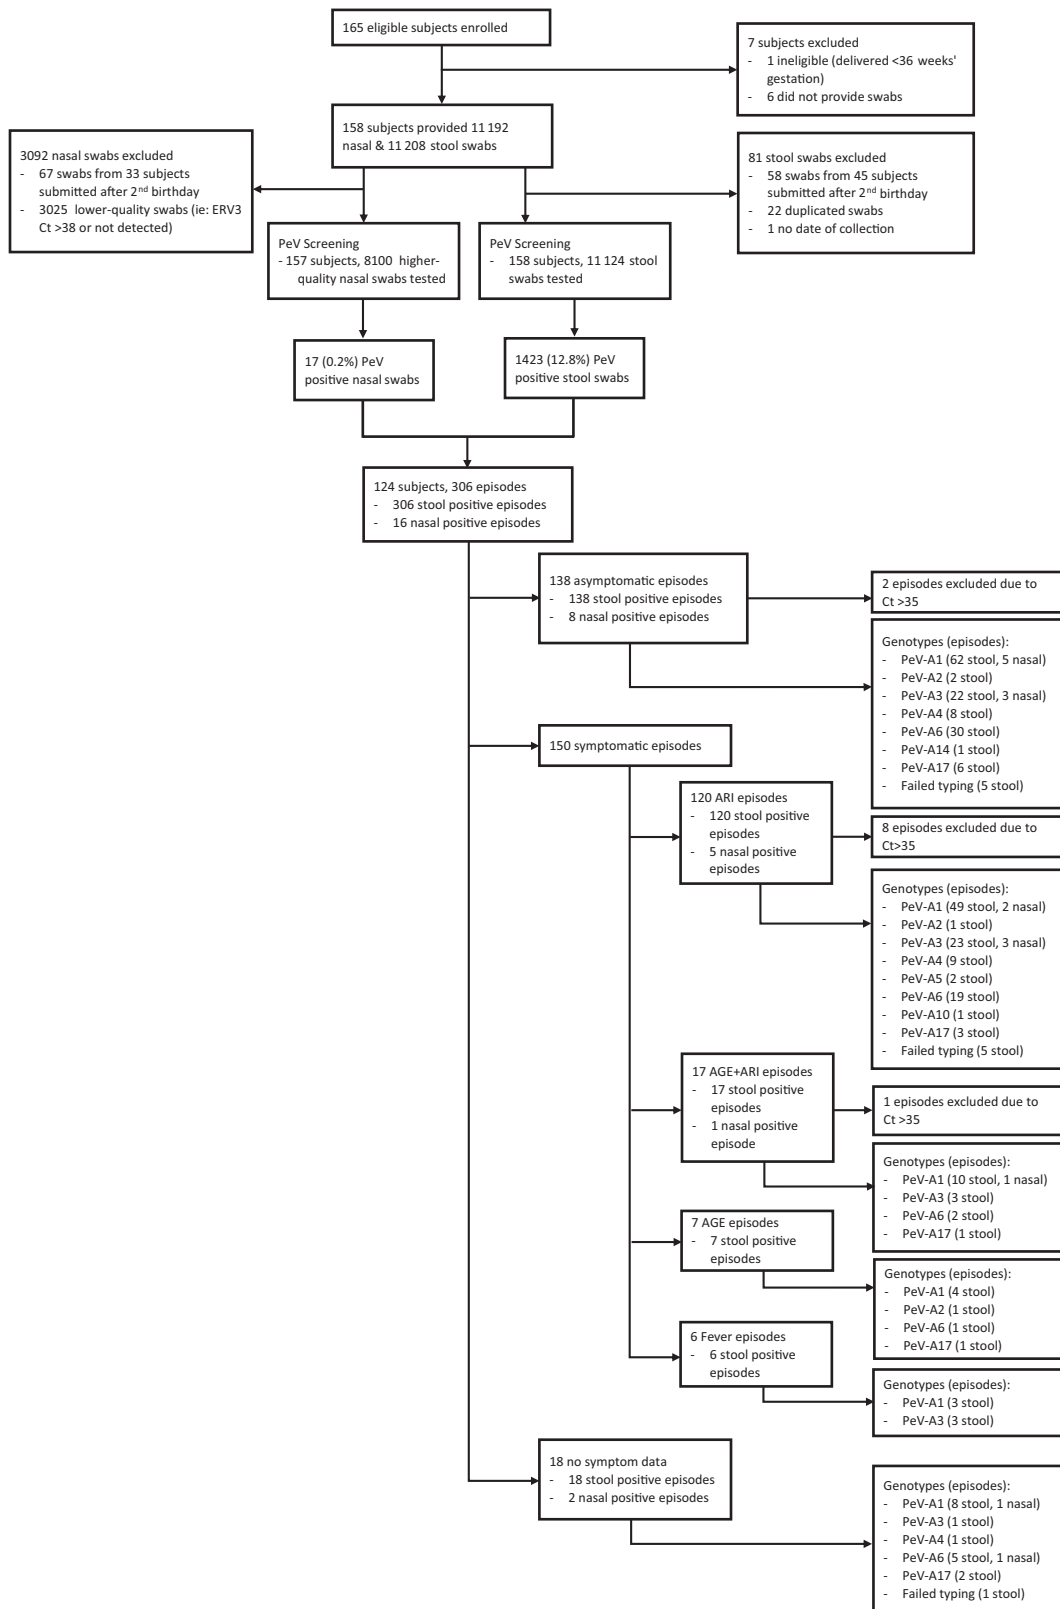 165 eligible subjects enrolled
7 subjects excluded
- 1 ineligible (delivered <36 weeks'
gestation)
- 6 did not provide swabs
158 subjects provided 11 192
nasal & 11 208 stool swabs
3092 nasal swabs excluded
- 67 swabs from 33 subjects
submitted after 2nd birthday
- 3025 lower-quality swabs (ie: ERV3
Ct >38 or not detected)
81 stool swabs excluded
- 58 swabs from 45 subjects
submitted after 2nd birthday
- 22 duplicated swabs
- 1 no date of collection
PeV Screening
- 157 subjects, 8100 higher-
quality nasal swabs tested
PeV Screening
- 158 subjects, 11 124 stool
swabs tested
17 (0.2%) PeV
positive nasal swabs
1423 (12.8%) PeV
positive stool swabs
124 subjects, 306 episodes
- 306 stool positive episodes
- 16 nasal positive episodes
138 asymptomatic episodes
- 138 stool positive episodes
- 8 nasal positive episodes
2 episodes excluded due to
Ct >35
Genotypes (episodes):
- PeV-A1 (62 stool, 5 nasal)
- PeV-A2 (2 stool)
- PeV-A3 (22 stool, 3 nasal)
- PeV-A4 (8 stool)
- PeV-A6 (30 stool)
- PeV-A14 (1 stool)
- PeV-A17 (6 stool)
- Failed typing (5 stool)
150 symptomatic episodes
120 ARI episodes
- 120 stool positive
episodes
- 5 nasal positive
episodes
8 episodes excluded due to
Ct>35
Genotypes (episodes):
- PeV-A1 (49 stool, 2 nasal)
- PeV-A2 (1 stool)
- PeV-A3 (23 stool, 3 nasal)
- PeV-A4 (9 stool)
- PeV-A5 (2 stool)
- PeV-A6 (19 stool)
- PeV-A10 (1 stool)
- PeV-A17 (3 stool)
- Failed typing (5 stool)
17 AGE+ARI episodes
- 17 stool positive
episodes
- 1 nasal positive
episode
1 episodes excluded due to
Ct >35
Genotypes (episodes):
- PeV-A1 (10 stool, 1 nasal)
- PeV-A3 (3 stool)
- PeV-A6 (2 stool)
- PeV-A17 (1 stool)
7 AGE episodes
- 7 stool positive
episodes
Genotypes (episodes):
- PeV-A1 (4 stool)
- PeV-A2 (1 stool)
- PeV-A6 (1 stool)
- PeV-A17 (1 stool)
6 Fever episodes
- 6 stool positive
episodes
Genotypes (episodes):
- PeV-A1 (3 stool)
- PeV-A3 (3 stool)
18 no symptom data
- 18 stool positive episodes
- 2 nasal positive episodes
Genotypes (episodes):
- PeV-A1 (8 stool, 1 nasal)
- PeV-A3 (1 stool)
- PeV-A4 (1 stool)
- PeV-A6 (5 stool, 1 nasal)
- PeV-A17 (2 stool)
- Failed typing (1 stool)